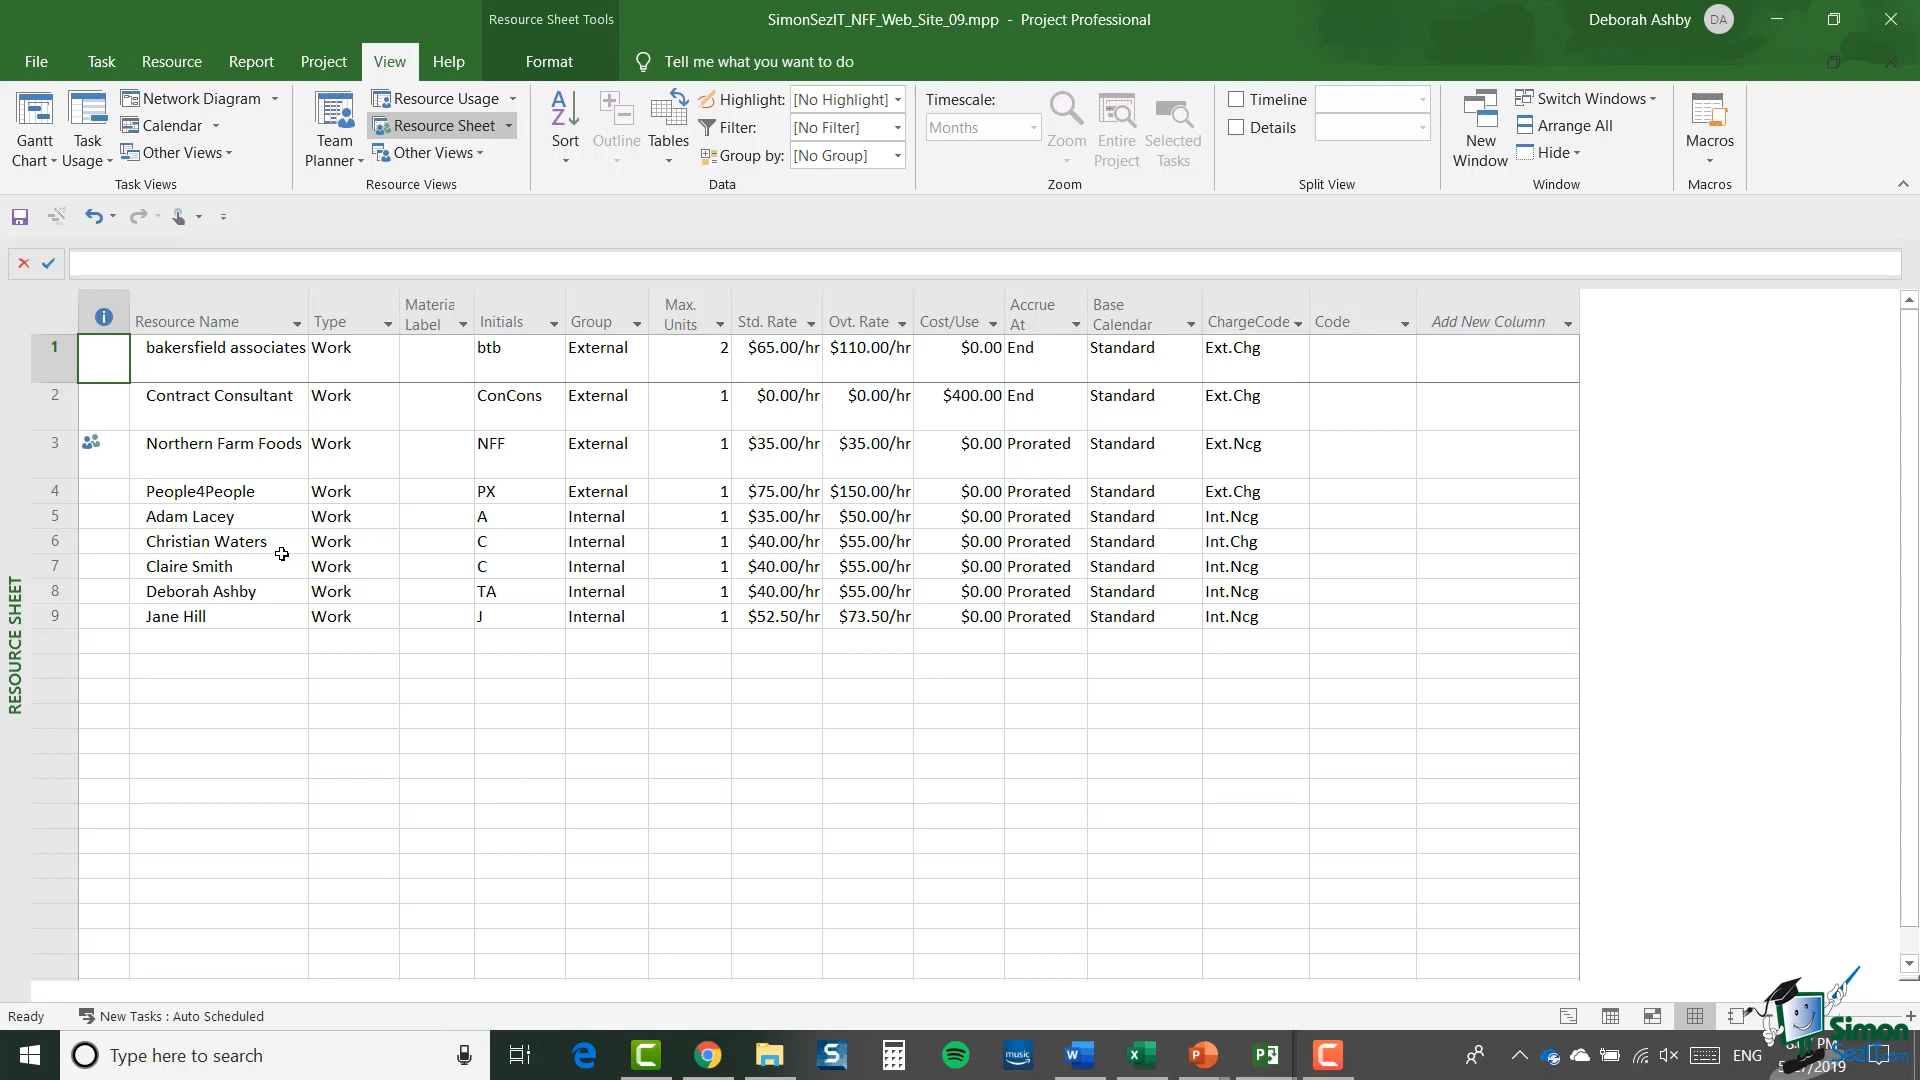 Resource Sheet Tools
SimonSezIT_NFF_Web_Site_09.mpp - Project Professional
Deborah Ashby DA
File Task Resource Report Project View Help Format Tell me what you want to do
Gantt Chart
Task Usage
Network Diagram
Calendar
Other Views
Task Views
Team Planner
Resource Usage
Resource Sheet
Other Views
Resource Views
A Z
Sort
Outline
Tables
Highlight: [No Highlight]
Filter: [No Filter]
Group by: [No Group]
Data
Timescale:
Months
Zoom
Entire Project
Selected Tasks
Zoom
Timeline
Details
Split View
New Window
Switch Windows
Arrange All
Hide
Window
Macros
Macros
Resource Name Type Materia Label Initials Group Max. Units Std. Rate Ovt. Rate Cost/Use Accrue At Base Calendar ChargeCode Code Add New Column
1 bakersfield associates Work btb External 2 $65.00/hr $110.00/hr $0.00 End Standard Ext.Chg
2 Contract Consultant Work ConCons External 1 $0.00/hr $0.00/hr $400.00 End Standard Ext.Chg
3 Northern Farm Foods Work NFF External 1 $35.00/hr $35.00/hr $0.00 Prorated Standard Ext.Ncg
4 People4People Work PX External 1 $75.00/hr $150.00/hr $0.00 Prorated Standard Ext.Chg
5 Adam Lacey Work A Internal 1 $35.00/hr $50.00/hr $0.00 Prorated Standard Int.Ncg
6 Christian Waters Work C Internal 1 $40.00/hr $55.00/hr $0.00 Prorated Standard Int.Chg
7 Claire Smith Work C Internal 1 $40.00/hr $55.00/hr $0.00 Prorated Standard Int.Ncg
8 Deborah Ashby Work TA Internal 1 $40.00/hr $55.00/hr $0.00 Prorated Standard Int.Ncg
9 Jane Hill Work J Internal 1 $52.50/hr $73.50/hr $0.00 Prorated Standard Int.Ncg
RESOURCE SHEET
Ready New Tasks : Auto Scheduled
Type here to search
music
ENG
PM
Simon
SezIT.com